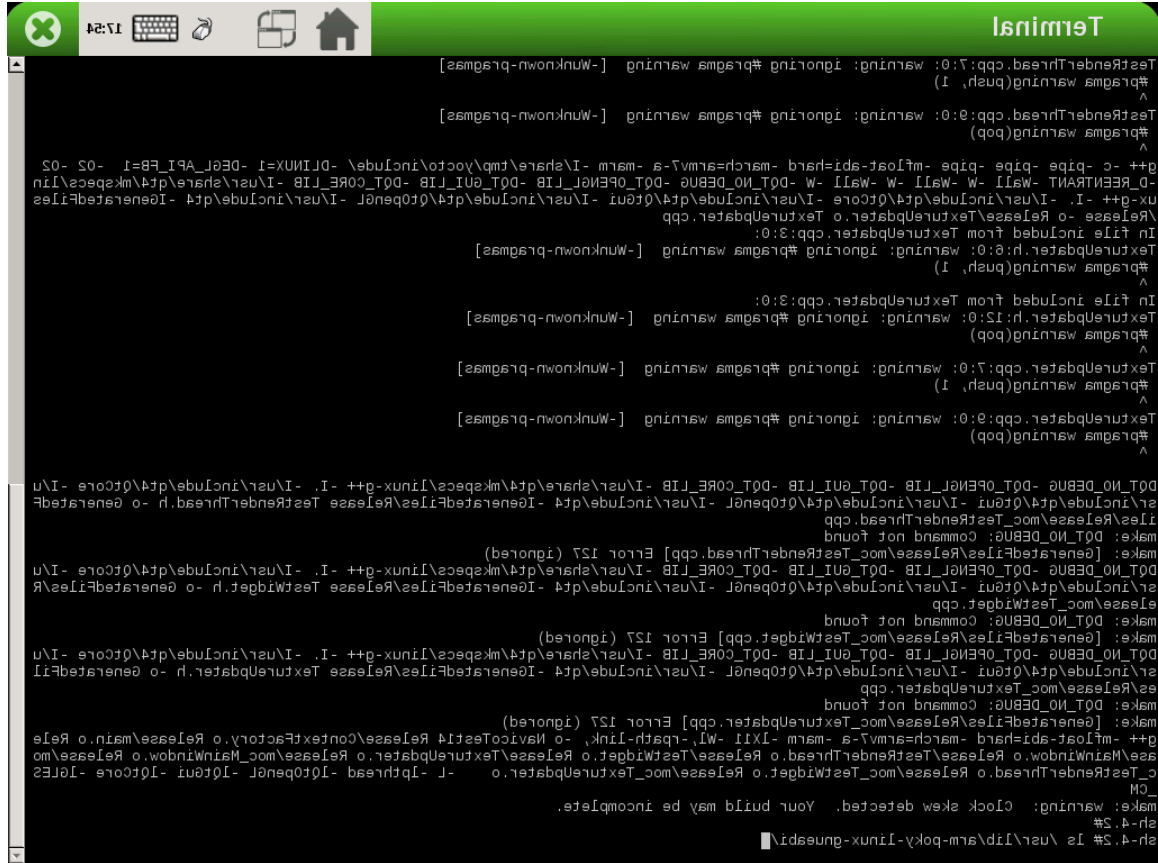 Terminal
17:54
TestRenderThread.cpp:7:0: warning: ignoring #pragma warning  [-Wunknown-pragmas]
#pragma warning(push, 1)
^
TestRenderThread.cpp:9:0: warning: ignoring #pragma warning  [-Wunknown-pragmas]
#pragma warning(pop)
^
g++ -c -pipe -pipe -pipe -mfloat-abi=hard -march=armv7-a -marm -I/share/tmp/yocto/include/ -DLINUX=1 -DEGL_API_FB=1  -O2 -O2
-D_REENTRANT -Wall -W -Wall -W -Wall -W -DQT_NO_DEBUG -DQT_OPENGL_LIB -DQT_GUI_LIB -DQT_CORE_LIB -I/usr/share/qt4/mkspecs/lin
ux-g++ -I. -I/usr/include/qt4/QtCore -I/usr/include/qt4/QtGui -I/usr/include/qt4/QtOpenGL -I/usr/include/qt4 -IGeneratedFiles
/Release -o Release/TextureUpdater.o TextureUpdater.cpp
In file included from TextureUpdater.cpp:3:0:
TextureUpdater.h:6:0: warning: ignoring #pragma warning  [-Wunknown-pragmas]
#pragma warning(push, 1)
^
In file included from TextureUpdater.cpp:3:0:
TextureUpdater.h:12:0: warning: ignoring #pragma warning  [-Wunknown-pragmas]
#pragma warning(pop)
^
TextureUpdater.cpp:7:0: warning: ignoring #pragma warning  [-Wunknown-pragmas]
#pragma warning(push, 1)
^
TextureUpdater.cpp:9:0: warning: ignoring #pragma warning  [-Wunknown-pragmas]
#pragma warning(pop)
^
DQT_NO_DEBUG -DQT_OPENGL_LIB -DQT_GUI_LIB -DQT_CORE_LIB -I/usr/share/qt4/mkspecs/linux-g++ -I. -I/usr/include/qt4/QtCore -I/u
sr/include/qt4/QtGui -I/usr/include/qt4/QtOpenGL -I/usr/include/qt4 -IGeneratedFiles/Release TestRenderThread.h -o GeneratedF
iles/Release/moc_TestRenderThread.cpp
make: DQT_NO_DEBUG: Command not found
make: [GeneratedFiles/Release/moc_TestRenderThread.cpp] Error 127 (ignored)
DQT_NO_DEBUG -DQT_OPENGL_LIB -DQT_GUI_LIB -DQT_CORE_LIB -I/usr/share/qt4/mkspecs/linux-g++ -I. -I/usr/include/qt4/QtCore -I/u
sr/include/qt4/QtGui -I/usr/include/qt4/QtOpenGL -I/usr/include/qt4 -IGeneratedFiles/Release TestWidget.h -o GeneratedFiles/R
elease/moc_TestWidget.cpp
make: DQT_NO_DEBUG: Command not found
make: [GeneratedFiles/Release/moc_TestWidget.cpp] Error 127 (ignored)
DQT_NO_DEBUG -DQT_OPENGL_LIB -DQT_GUI_LIB -DQT_CORE_LIB -I/usr/share/qt4/mkspecs/linux-g++ -I. -I/usr/include/qt4/QtCore -I/u
sr/include/qt4/QtGui -I/usr/include/qt4/QtOpenGL -I/usr/include/qt4 -IGeneratedFiles/Release TextureUpdater.h -o GeneratedFil
es/Release/moc_TextureUpdater.cpp
make: DQT_NO_DEBUG: Command not found
make: [GeneratedFiles/Release/moc_TextureUpdater.cpp] Error 127 (ignored)
g++ -mfloat-abi=hard -march=armv7-a -marm -lX11 -Wl,-rpath-link, -o NavicoTest14 Release/ContextFactory.o Release/main.o Rele
ase/MainWindow.o Release/TestRenderThread.o Release/TestWidget.o Release/TextureUpdater.o Release/moc_MainWindow.o Release/mo
c_TestRenderThread.o Release/moc_TestWidget.o Release/moc_TextureUpdater.o    -L -lpthread -lQtOpenGL -lQtGui -lQtCore -lGLES
_CM
make: warning:  Clock skew detected.  Your build may be incomplete.
sh-4.2#
sh-4.2# ls /usr/lib/arm-poky-linux-gnueabi/